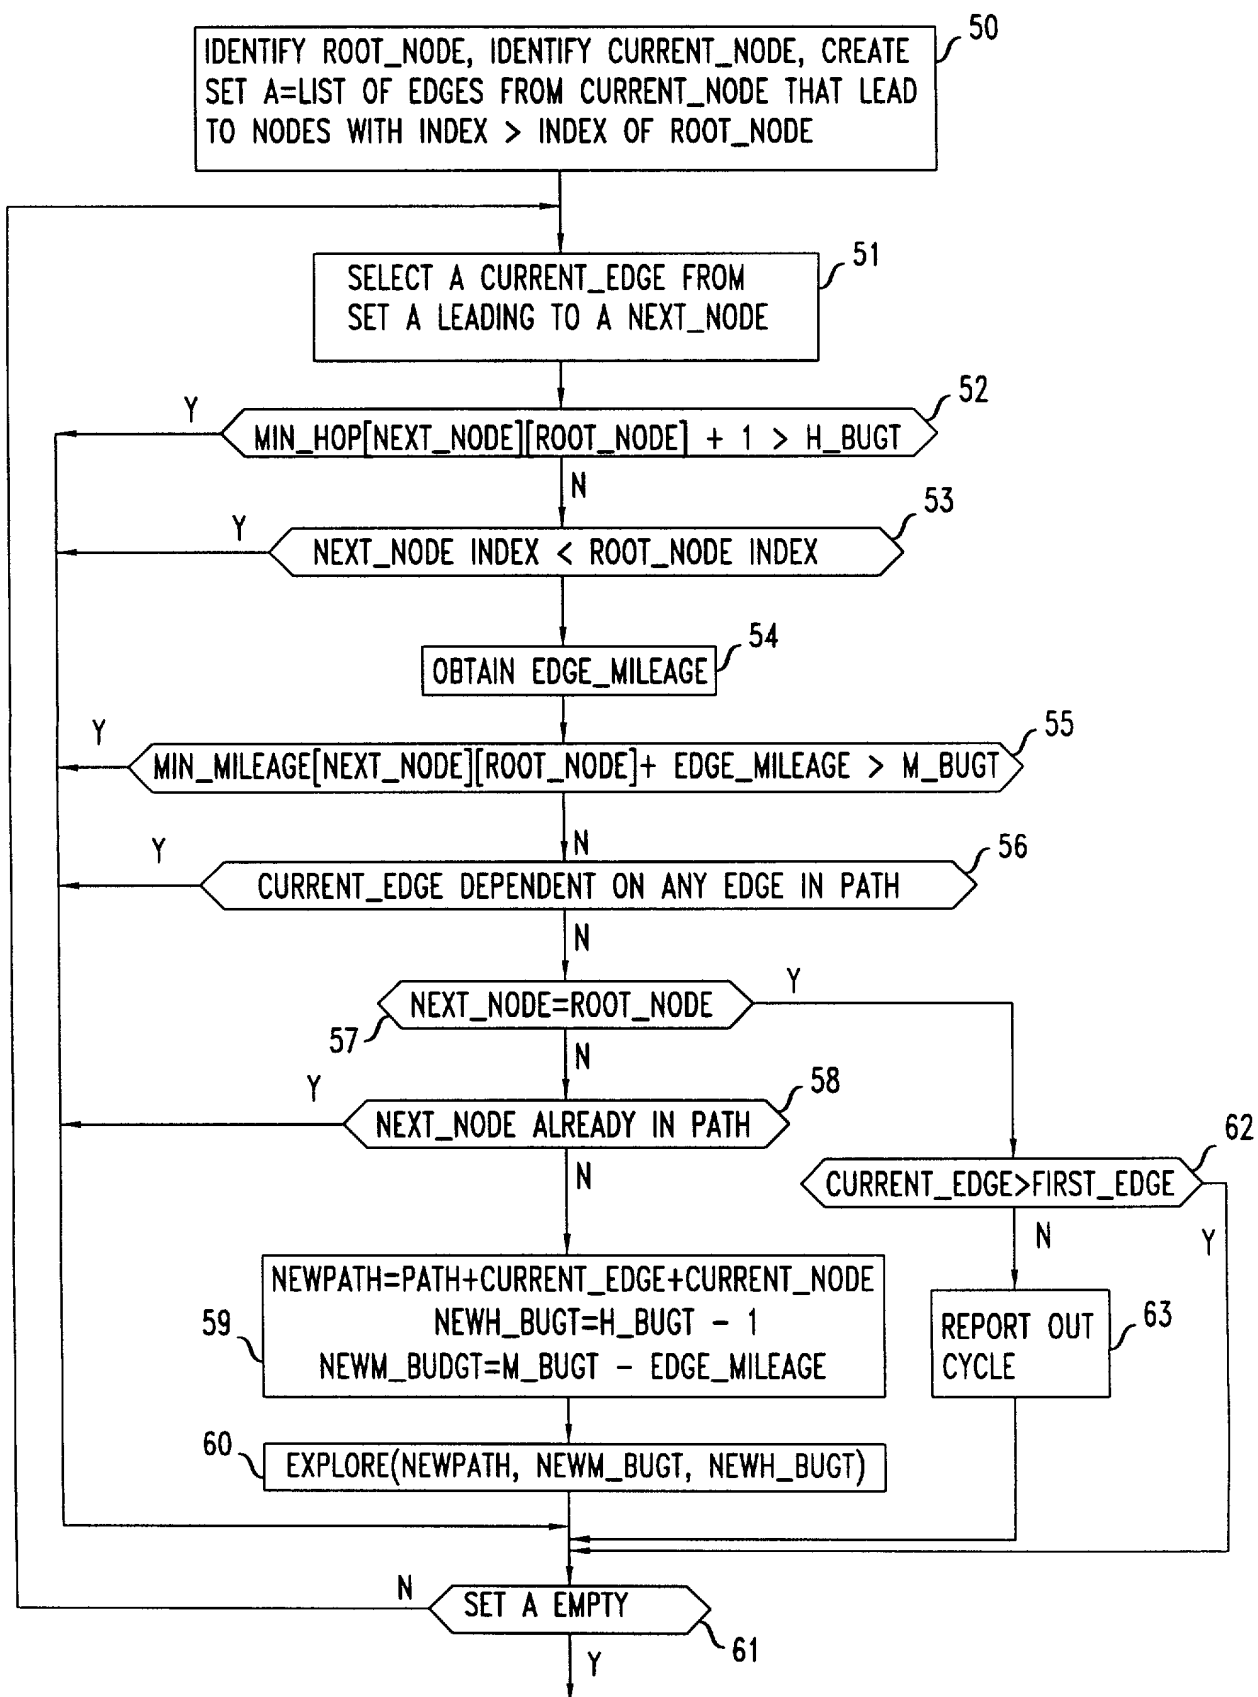 50
IDENTIFY ROOT_NODE, IDENTIFY CURRENT_NODE, CREATE
SET A=LIST OF EDGES FROM CURRENT_NODE THAT LEAD
TO NODES WITH INDEX > INDEX OF ROOT_NODE
51
SELECT A CURRENT_EDGE FROM
SET A LEADING TO A NEXT_NODE
52
Y
MIN_HOP[NEXT_NODE][ROOT_NODE] + 1 > H_BUGT
N
53
Y
NEXT_NODE INDEX < ROOT_NODE INDEX
54
OBTAIN EDGE_MILEAGE
55
Y
MIN_MILEAGE[NEXT_NODE][ROOT_NODE]+ EDGE_MILEAGE > M_BUGT
N
56
Y
CURRENT_EDGE DEPENDENT ON ANY EDGE IN PATH
N
Y
NEXT_NODE=ROOT_NODE
57
N
58
Y
NEXT_NODE ALREADY IN PATH
62
N
CURRENT_EDGE>FIRST_EDGE
N
Y
NEWPATH=PATH+CURRENT_EDGE+CURRENT_NODE
59
NEWH_BUGT=H_BUGT - 1
NEWM_BUDGT=M_BUGT - EDGE_MILEAGE
63
REPORT OUT
CYCLE
60
EXPLORE(NEWPATH, NEWM_BUGT, NEWH_BUGT)
N
SET A EMPTY
61
Y